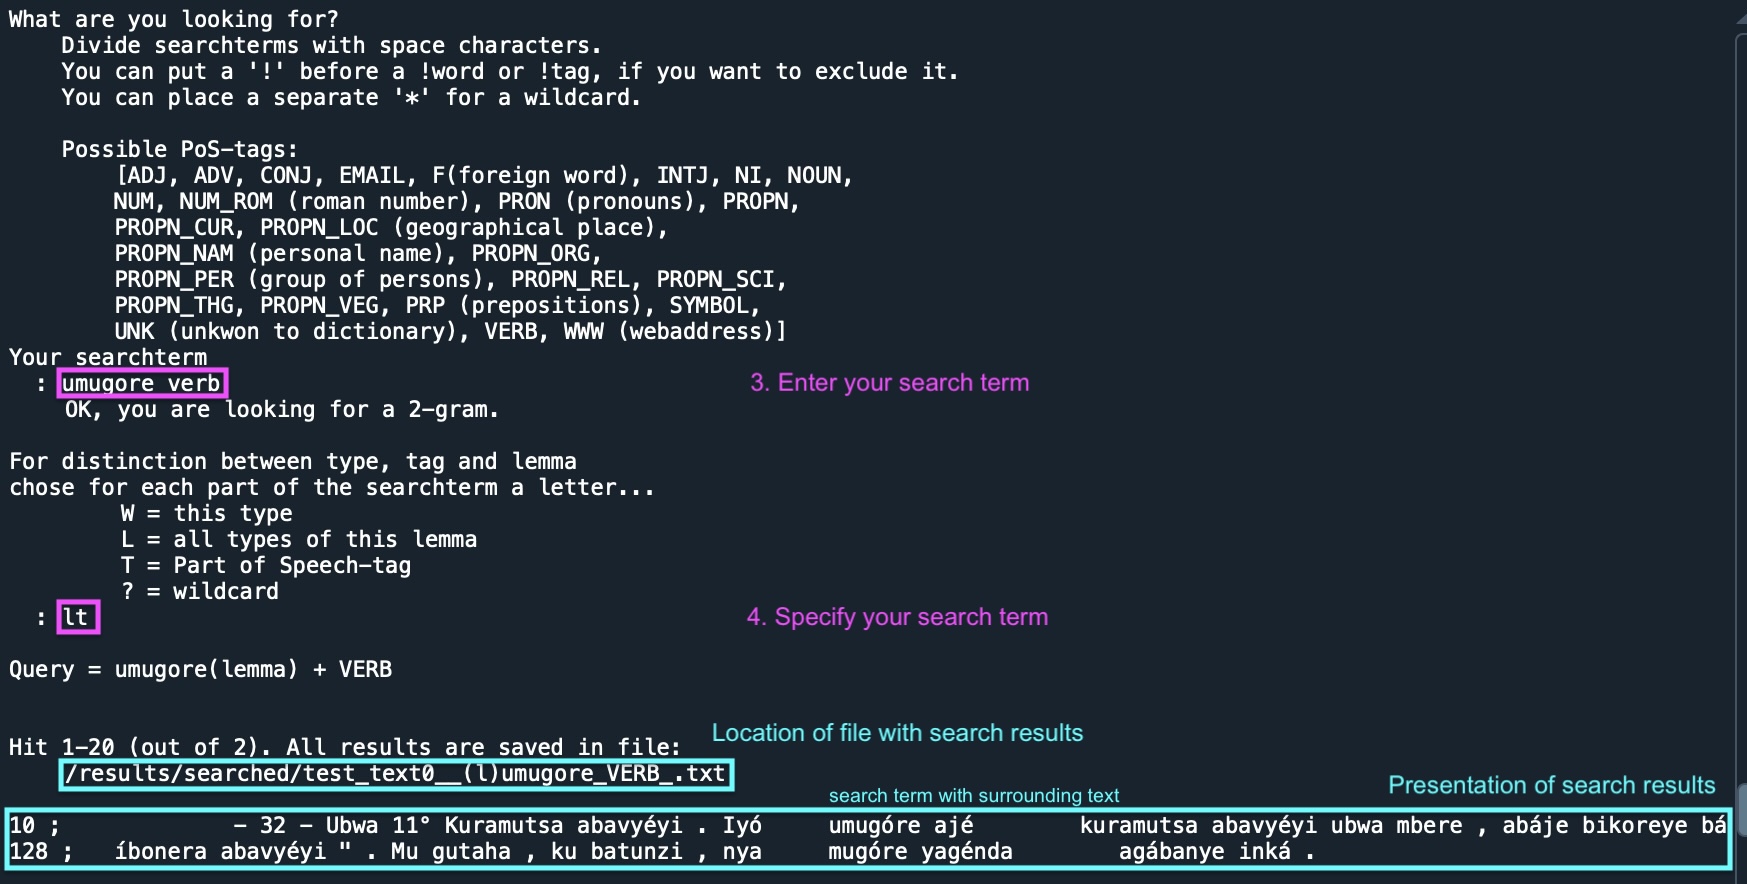 What are you looking for?
Divide searchterms with space characters.
You can put a '!' before a !word or !tag, if you want to exclude it.
You can place a separate '*' for a wildcard.
Possible PoS-tags:
[ADJ, ADV, CONJ, EMAIL, F(foreign word), INTJ, NI, NOUN,
NUM, NUM_ROM (roman number), PRON (pronouns), PROPN,
PROPN_CUR, PROPN_LOC (geographical place),
PROPN_NAM (personal name), PROPN_ORG,
PROPN_PER (group of persons), PROPN_REL, PROPN_SCI,
PROPN_THG, PROPN_VEG, PRP (prepositions), SYMBOL,
UNK (unkwon to dictionary), VERB, WWW (webaddress)]
Your searchterm
: umugore verb 3. Enter your search term
OK, you are looking for a 2-gram.
For distinction between type, tag and lemma
chose for each part of the searchterm a letter...
W = this type
L = all types of this lemma
T = Part of Speech-tag
? = wildcard
: lt 4. Specify your search term
Query = umugore(lemma) + VERB
Location of file with search results
Hit 1-20 (out of 2). All results are saved in file:
/results/searched/test_text0__(l)umugore_VERB_.txt
Presentation of search results
search term with surrounding text
10 ; - 32 - Ubwa 11° Kuramutsa abavyéyi . Iyó umugóre ajé kuramutsa abavyéyi ubwa mbere , abáje bikoreye bá
128 ; íbonera abavyéyi " . Mu gutaha , ku batunzi , nya mugóre yagénda agábanye inká .